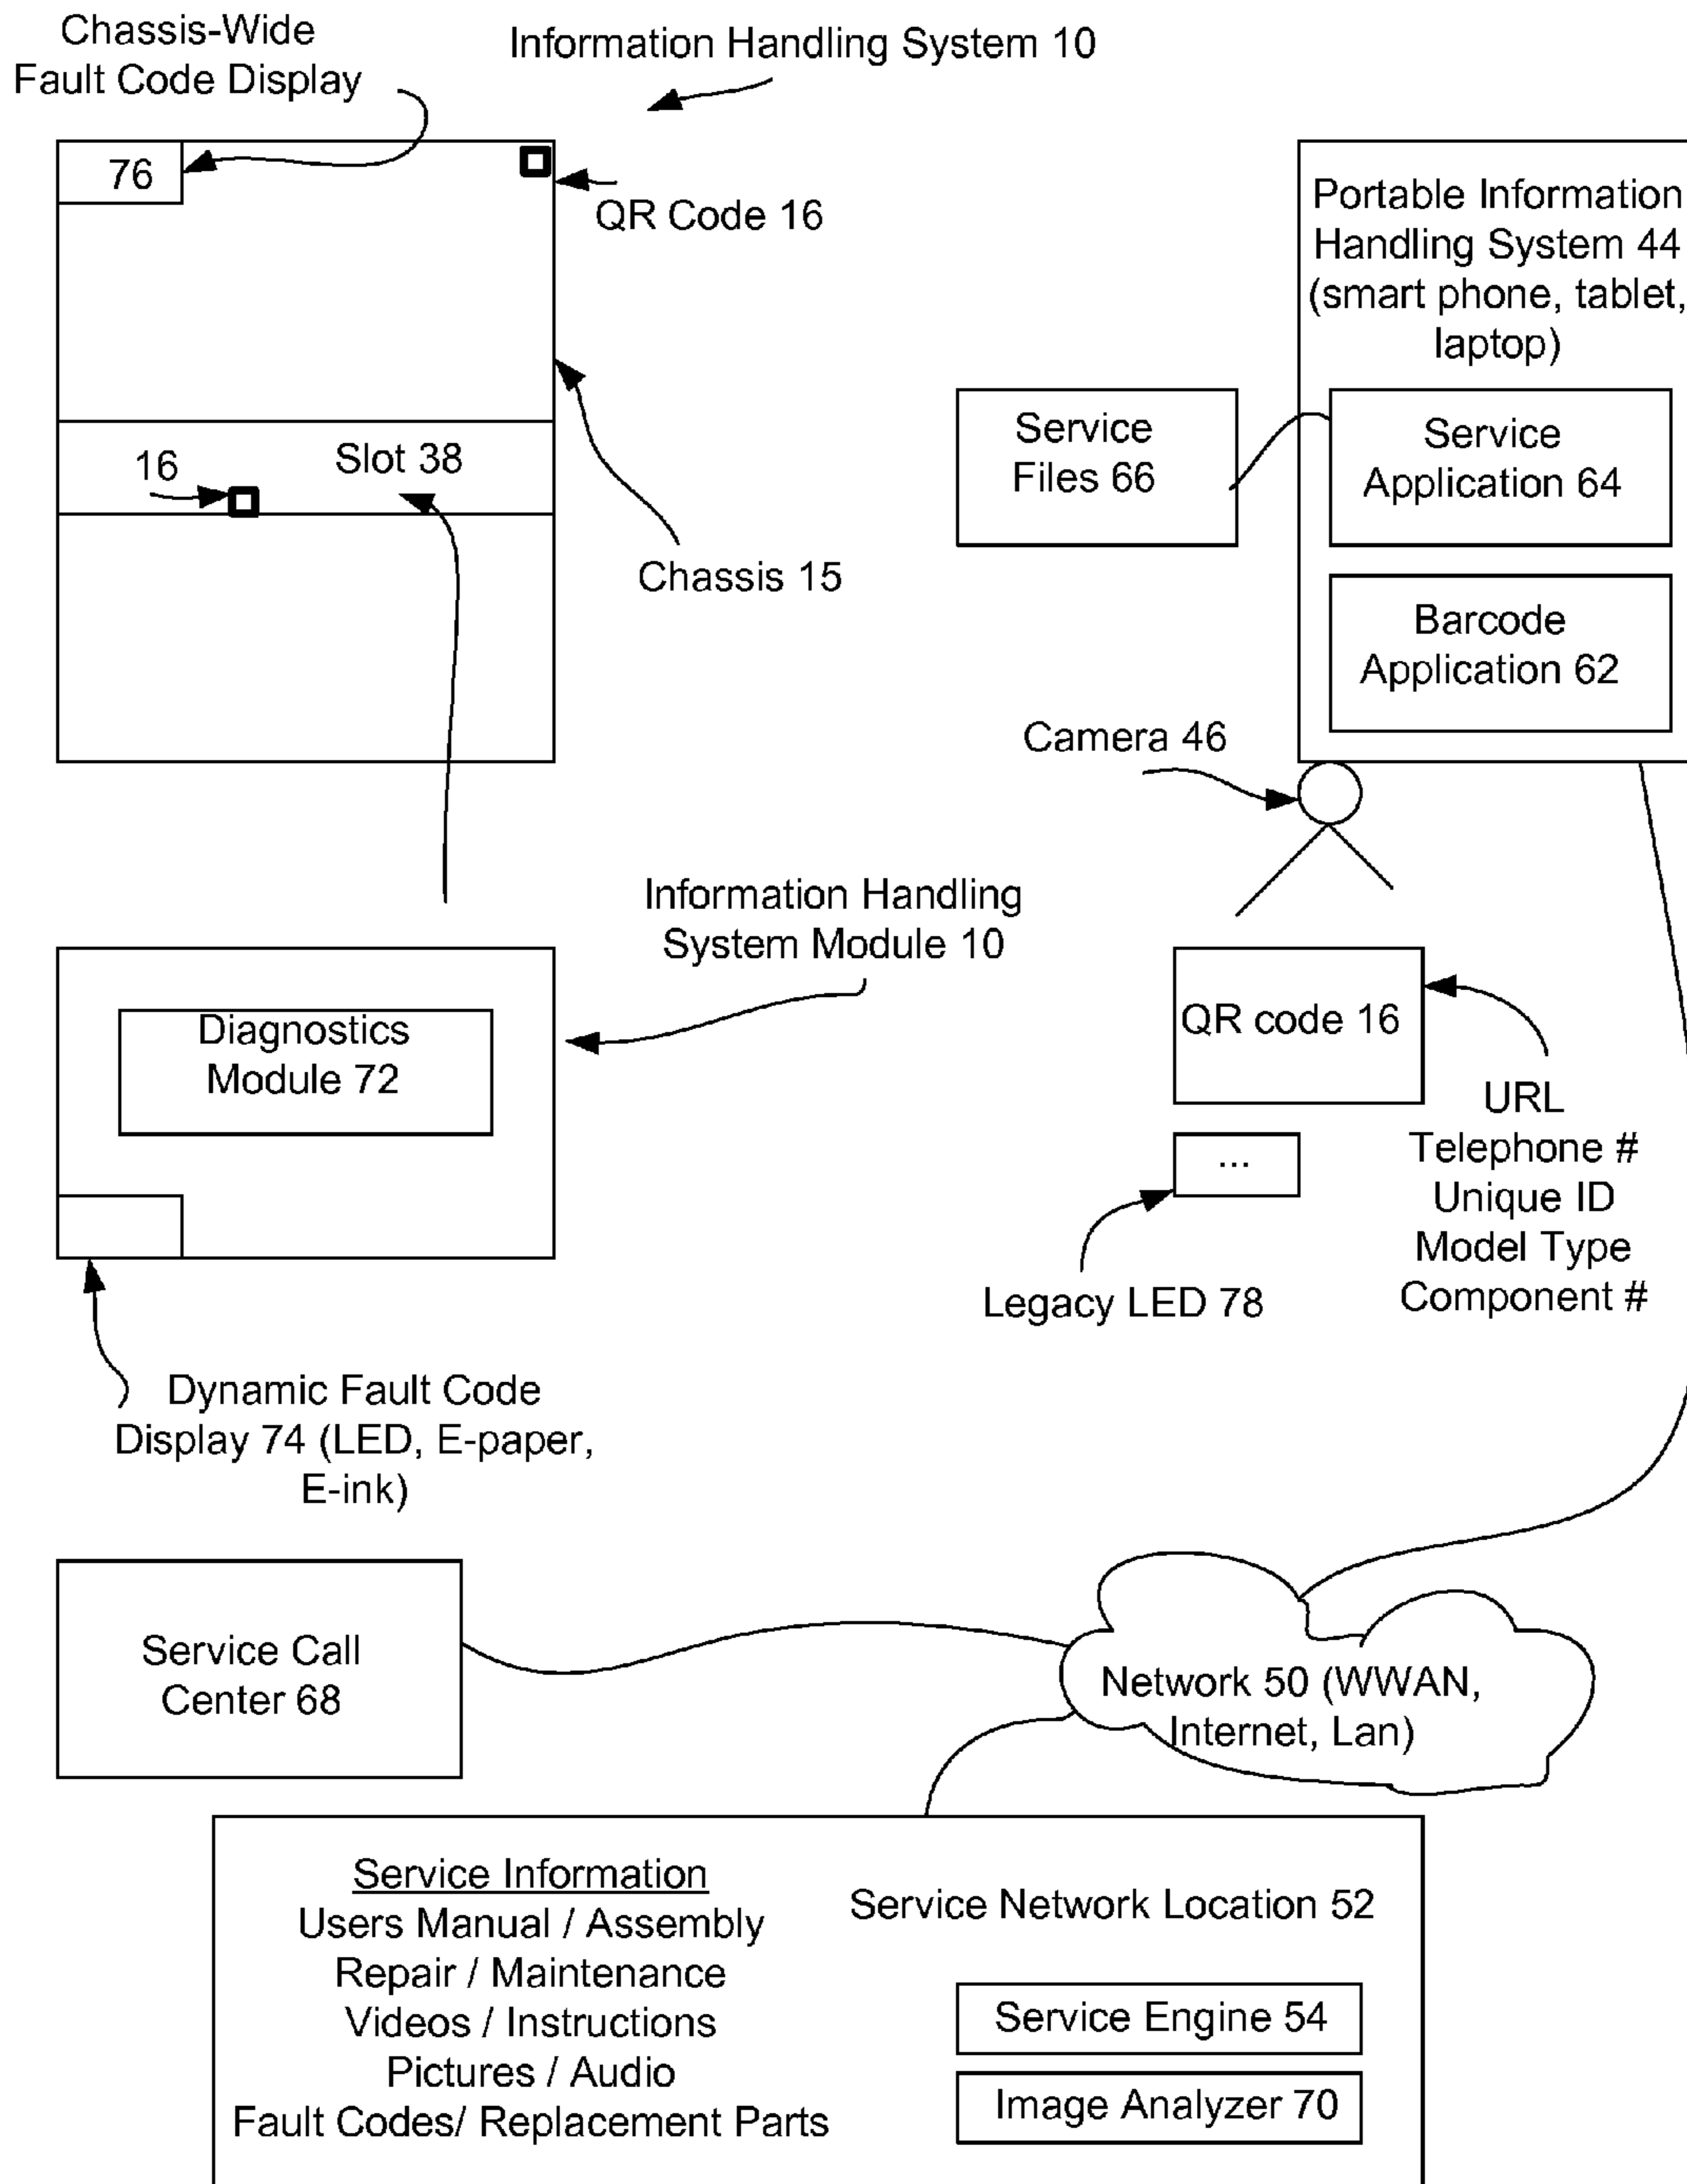 Chassis-Wide
Fault Code Display
Information Handling System 10
76
QR Code 16
Portable Information
Handling System 44
(smart phone, tablet,
laptop)
16
Slot 38
Chassis 15
Service
Files 66
Service
Application 64
Barcode
Application 62
Camera 46
Information Handling
System Module 10
Diagnostics
Module 72
QR code 16
URL
Telephone #
Unique ID
Model Type
Component #
...
Legacy LED 78
Dynamic Fault Code
Display 74 (LED, E-paper,
E-ink)
Service Call
Center 68
Network 50 (WWAN,
Internet, Lan)
Service Information
Users Manual / Assembly
Repair / Maintenance
Videos / Instructions
Pictures / Audio
Fault Codes/ Replacement Parts
Service Network Location 52
Service Engine 54
Image Analyzer 70